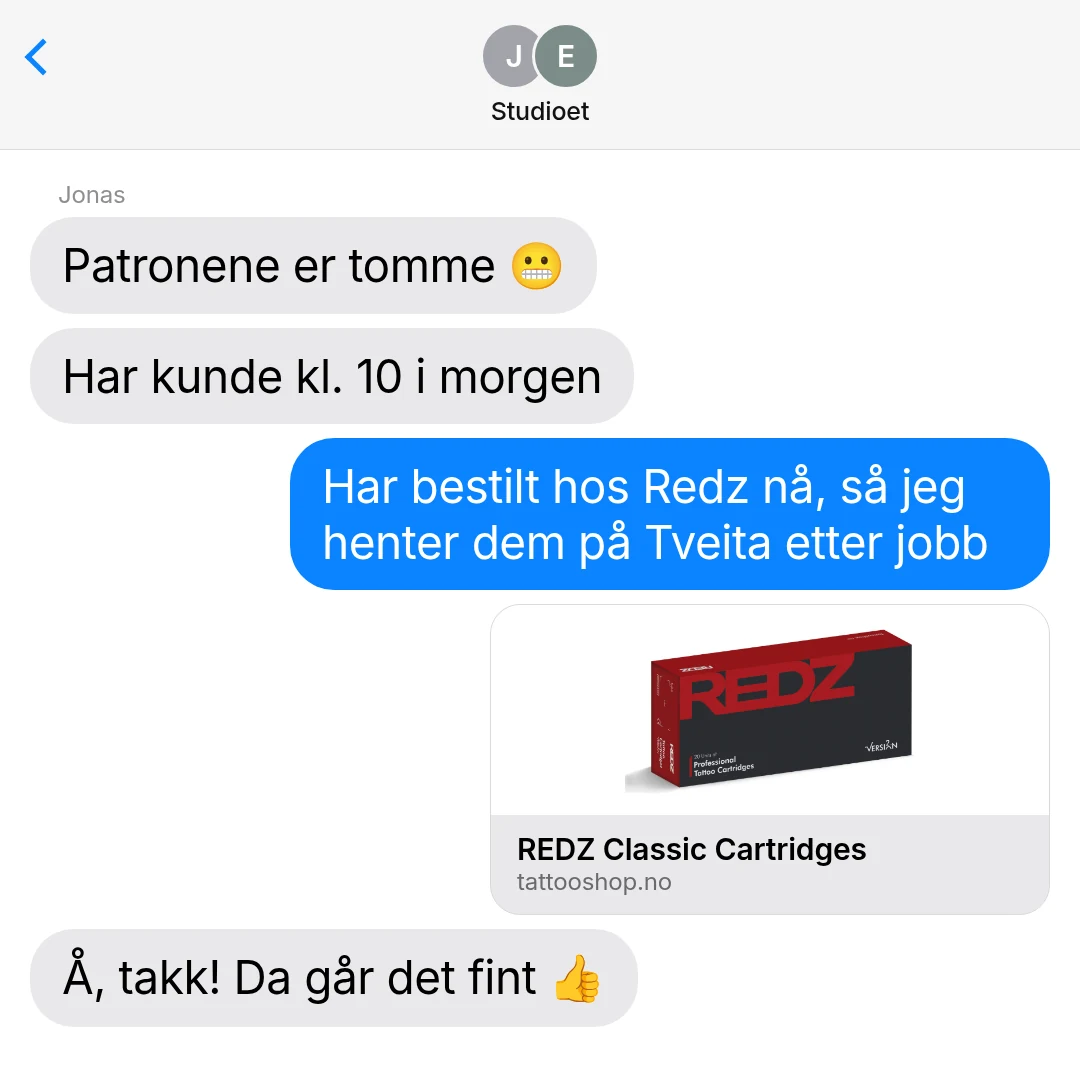 J E
Studioet
Jonas
Patronene er tomme 😬
Har kunde kl. 10 i morgen
Har bestilt hos Redz nå, så jeg
henter dem på Tveita etter jobb
REDZ
VERSIAN
Professional
Tattoo Cartridges
REDZ Classic Cartridges
tattooshop.no
Å, takk! Da går det fint 👍